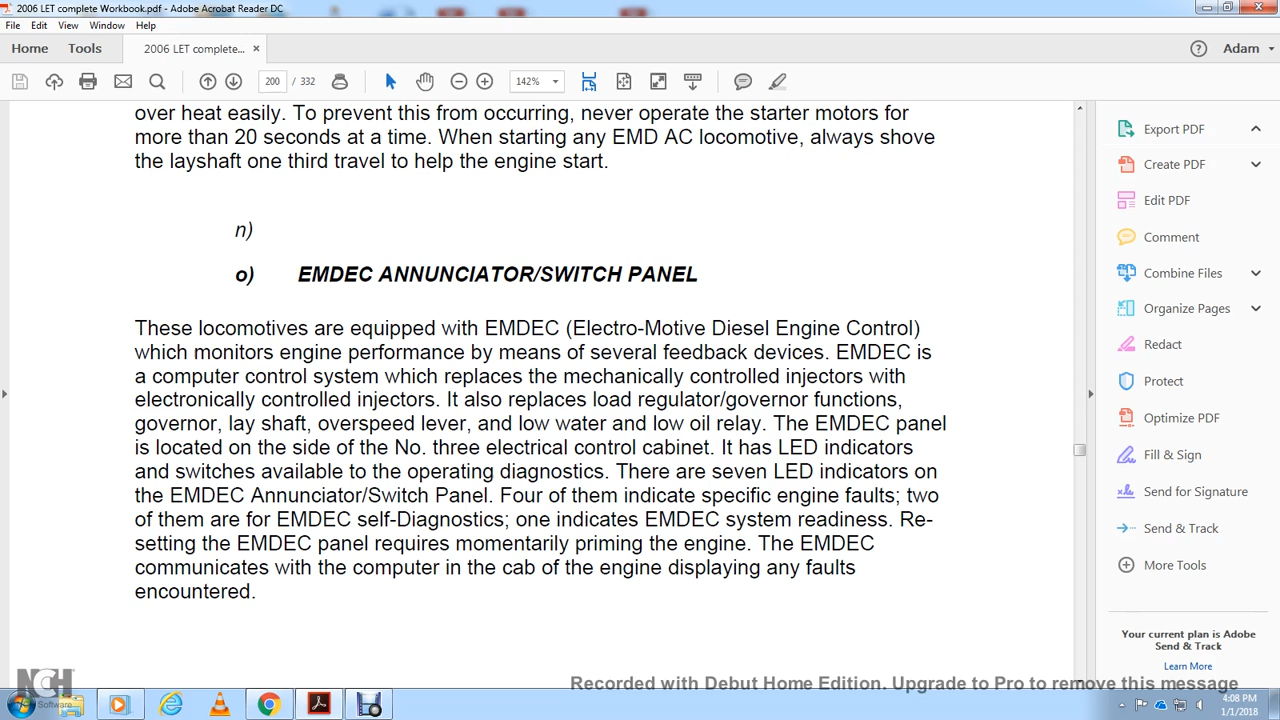 2006 LET complete Workbook.pdf - Adobe Acrobat Reader DC
File Edit View Window Help
Home Tools 2006 LET complete... × Adam
200 / 332 142%
over heat easily. To prevent this from occurring, never operate the starter motors for
more than 20 seconds at a time. When starting any EMD AC locomotive, always shove
the layshaft one third travel to help the engine start.
n)
o) EMDEC ANNUNCIATOR/SWITCH PANEL
These locomotives are equipped with EMDEC (Electro-Motive Diesel Engine Control)
which monitors engine performance by means of several feedback devices. EMDEC is
a computer control system which replaces the mechanically controlled injectors with
electronically controlled injectors. It also replaces load regulator/governor functions,
governor, lay shaft, overspeed lever, and low water and low oil relay. The EMDEC panel
is located on the side of the No. three electrical control cabinet. It has LED indicators
and switches available to the operating diagnostics. There are seven LED indicators on
the EMDEC Annunciator/Switch Panel. Four of them indicate specific engine faults; two
of them are for EMDEC self-Diagnostics; one indicates EMDEC system readiness. Re-
setting the EMDEC panel requires momentarily priming the engine. The EMDEC
communicates with the computer in the cab of the engine displaying any faults
encountered.
Export PDF
Create PDF
Edit PDF
Comment
Combine Files
Organize Pages
Redact
Protect
Optimize PDF
Fill & Sign
Send for Signature
Send & Track
More Tools
Your current plan is Adobe
Send & Track
Learn More
Recorded with Debut Home Edition. Upgrade to Pro to remove this message
NCH
Software
4:08 PM
1/1/2018